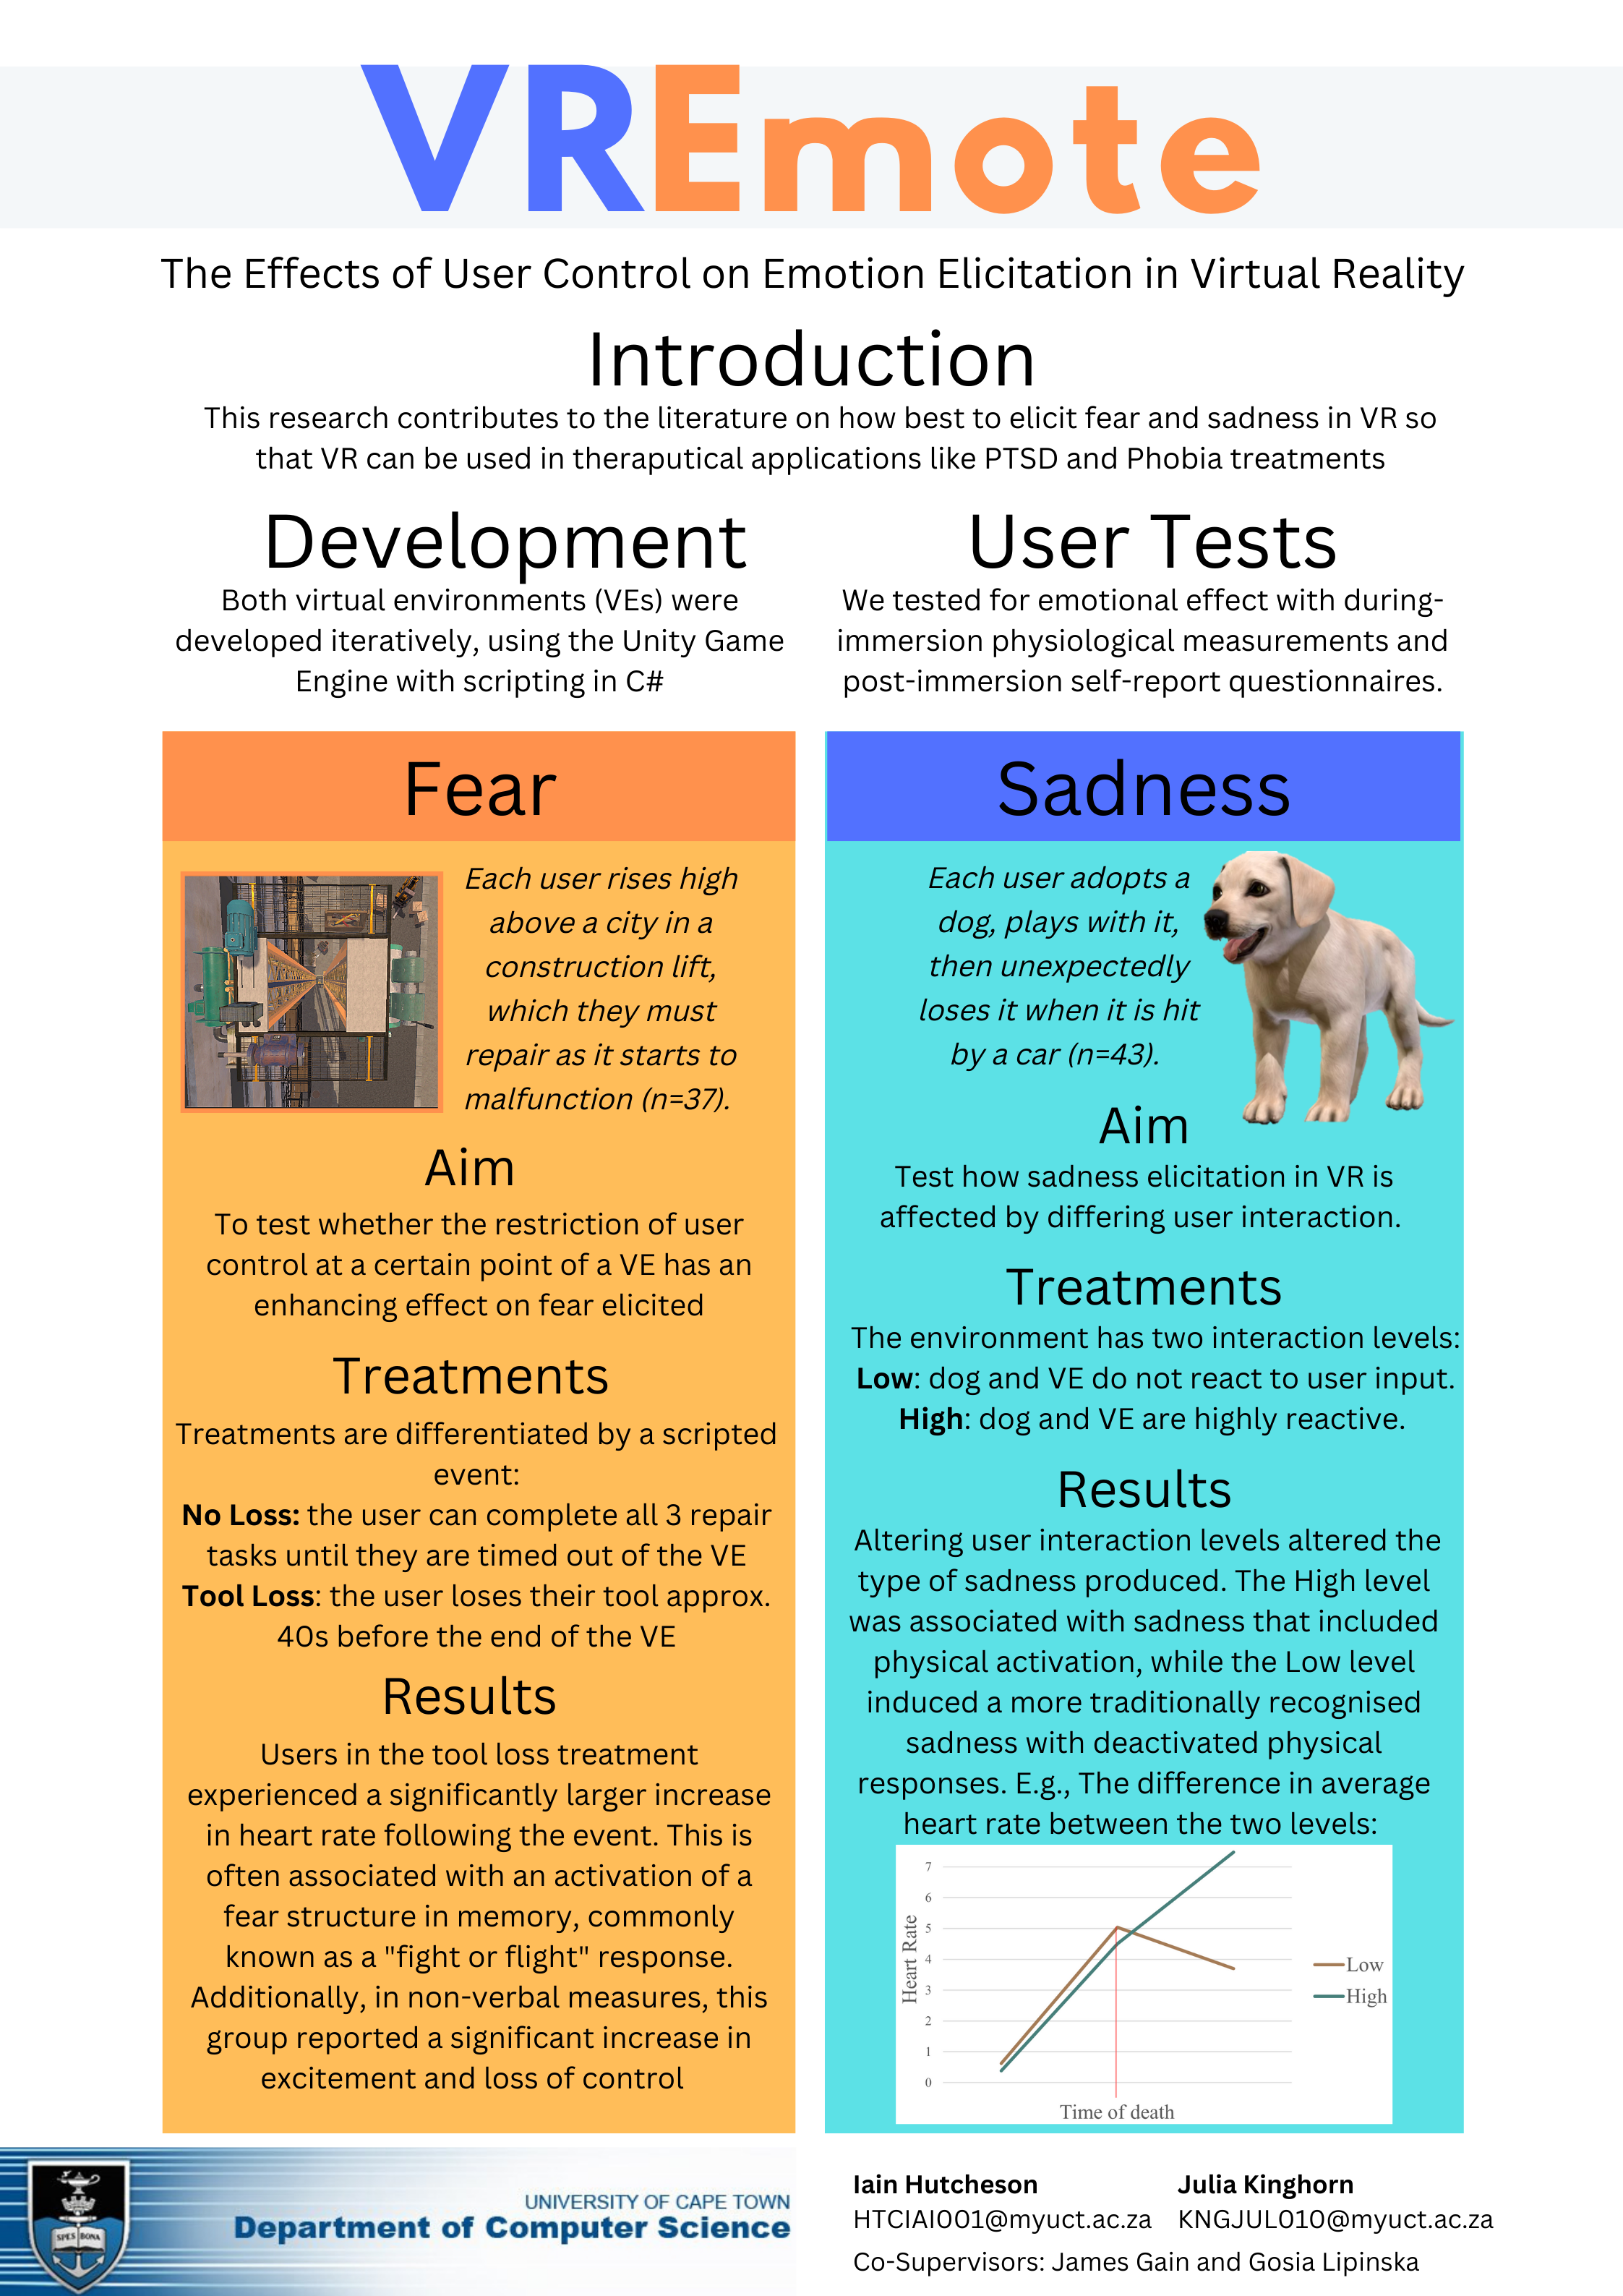 VREmote
The Effects of User Control on Emotion Elicitation in Virtual Reality
Introduction
This research contributes to the literature on how best to elicit fear and sadness in VR so
that VR can be used in theraputical applications like PTSD and Phobia treatments
Development
Both virtual environments (VEs) were
developed iteratively, using the Unity Game
Engine with scripting in C#
User Tests
We tested for emotional effect with during-
immersion physiological measurements and
post-immersion self-report questionnaires.
Fear
Each user rises high
above a city in a
construction lift,
which they must
repair as it starts to
malfunction (n=37).
Aim
To test whether the restriction of user
control at a certain point of a VE has an
enhancing effect on fear elicited
Treatments
Treatments are differentiated by a scripted
event:
No Loss: the user can complete all 3 repair
tasks until they are timed out of the VE
Tool Loss: the user loses their tool approx.
40s before the end of the VE
Results
Users in the tool loss treatment
experienced a significantly larger increase
in heart rate following the event. This is
often associated with an activation of a
fear structure in memory, commonly
known as a "fight or flight" response.
Additionally, in non-verbal measures, this
group reported a significant increase in
excitement and loss of control
Sadness
Each user adopts a
dog, plays with it,
then unexpectedly
loses it when it is hit
by a car (n=43).
Aim
Test how sadness elicitation in VR is
affected by differing user interaction.
Treatments
The environment has two interaction levels:
Low: dog and VE do not react to user input.
High: dog and VE are highly reactive.
Results
Altering user interaction levels altered the
type of sadness produced. The High level
was associated with sadness that included
physical activation, while the Low level
induced a more traditionally recognised
sadness with deactivated physical
responses. E.g., The difference in average
heart rate between the two levels:
7
6
5
4
3
2
1
0
Heart Rate
Time of death
Low
High
SPES BONA
UNIVERSITY OF CAPE TOWN
Department of Computer Science
Iain Hutcheson
HTCIAI001@myuct.ac.za
Julia Kinghorn
KNGJUL010@myuct.ac.za
Co-Supervisors: James Gain and Gosia Lipinska